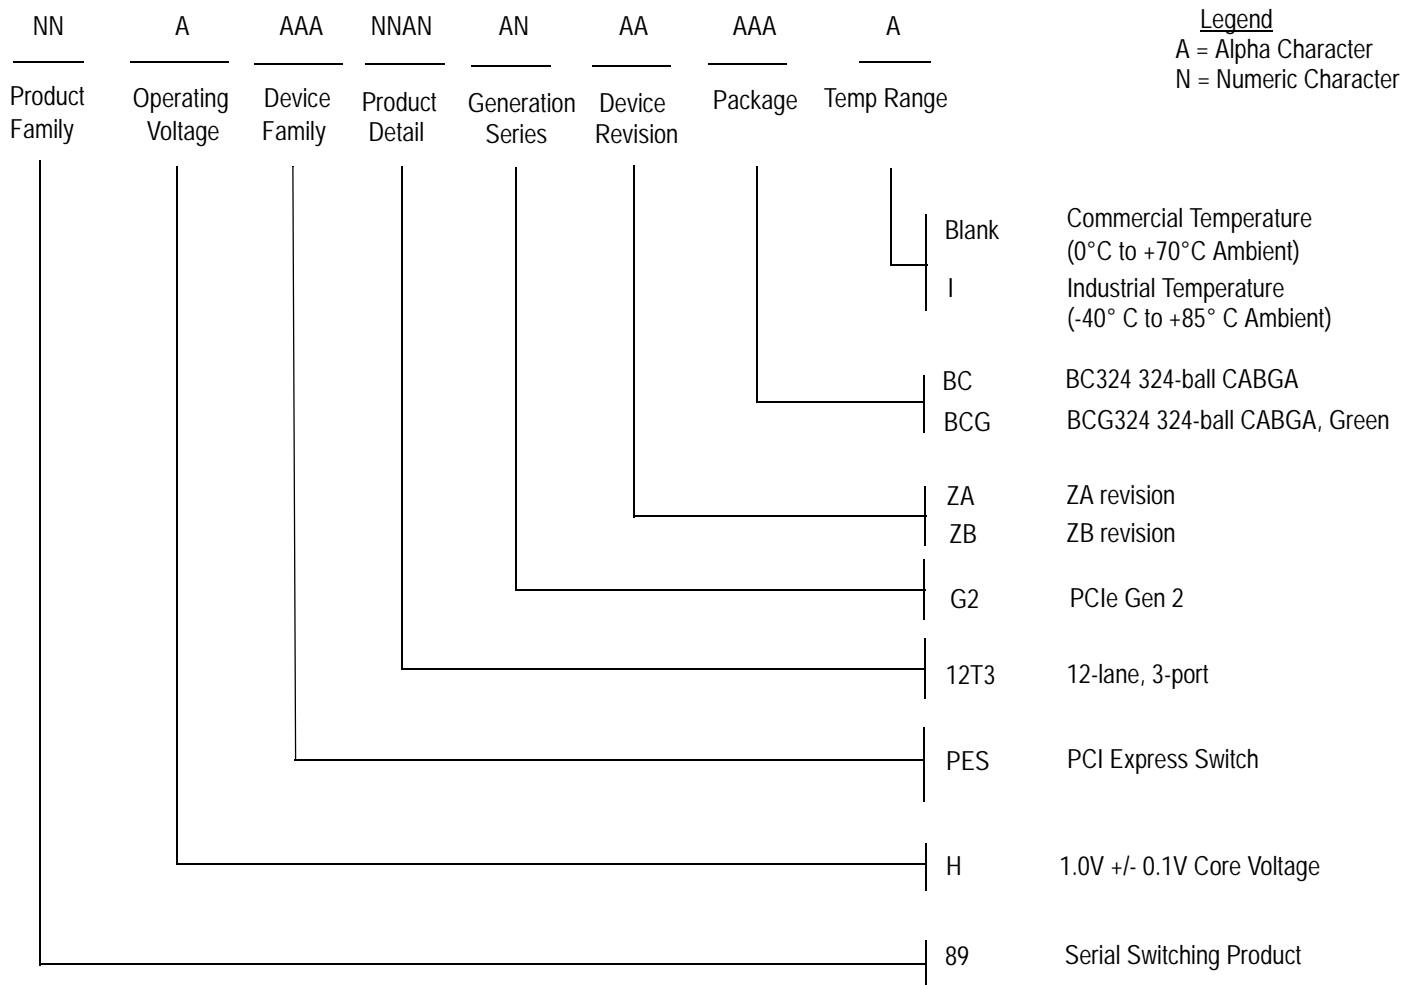 NN A AAA NNAN AN AA AAA A
Legend
A = Alpha Character
N = Numeric Character
Product Family
Operating Voltage
Device Family
Product Detail
Generation Series
Device Revision
Package
Temp Range
Blank Commercial Temperature
(0°C to +70°C Ambient)
I Industrial Temperature
(-40° C to +85° C Ambient)
BC BC324 324-ball CABGA
BCG BCG324 324-ball CABGA, Green
ZA ZA revision
ZB ZB revision
G2 PCIe Gen 2
12T3 12-lane, 3-port
PES PCI Express Switch
H 1.0V +/- 0.1V Core Voltage
89 Serial Switching Product